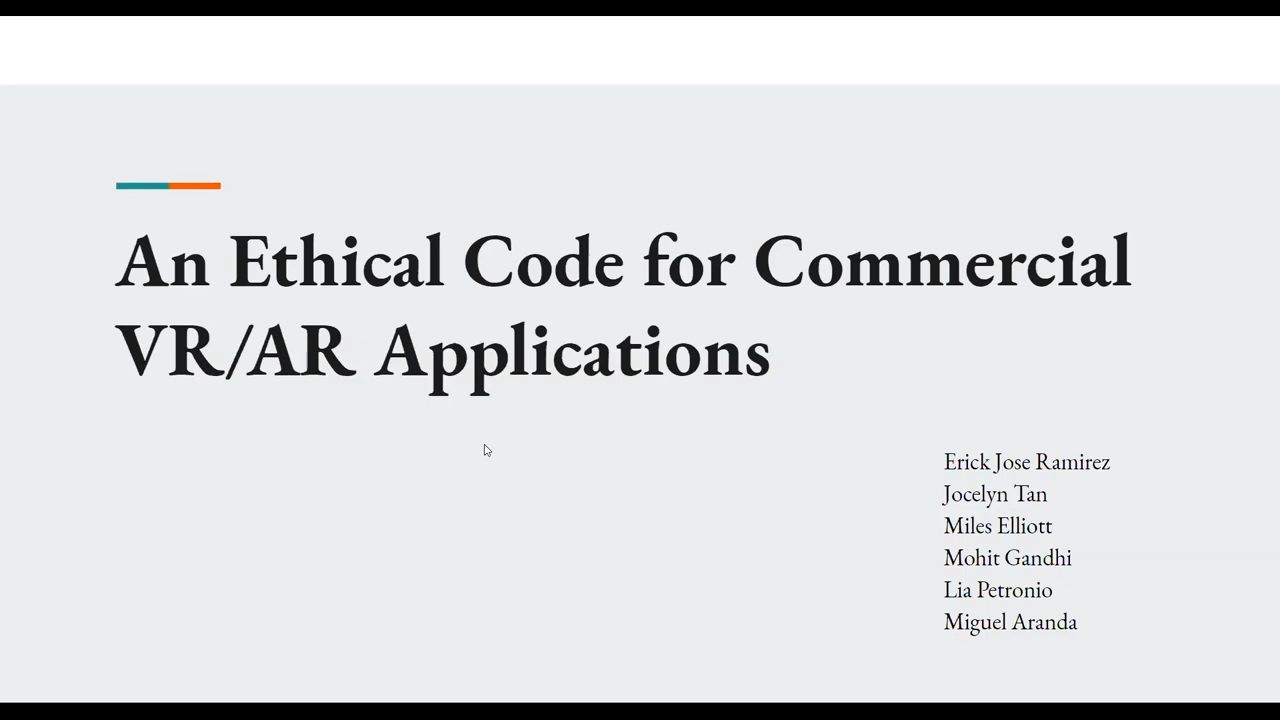 An Ethical Code for Commercial
VR/AR Applications
Erick Jose Ramirez
Jocelyn Tan
Miles Elliott
Mohit Gandhi
Lia Petronio
Miguel Aranda